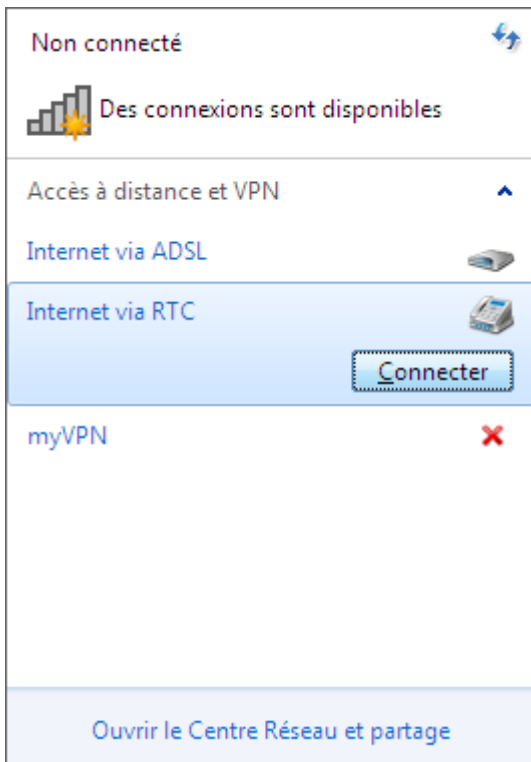 Non connecté
Des connexions sont disponibles
Accès à distance et VPN
Internet via ADSL
Internet via RTC
Connecter
myVPN
Ouvrir le Centre Réseau et partage